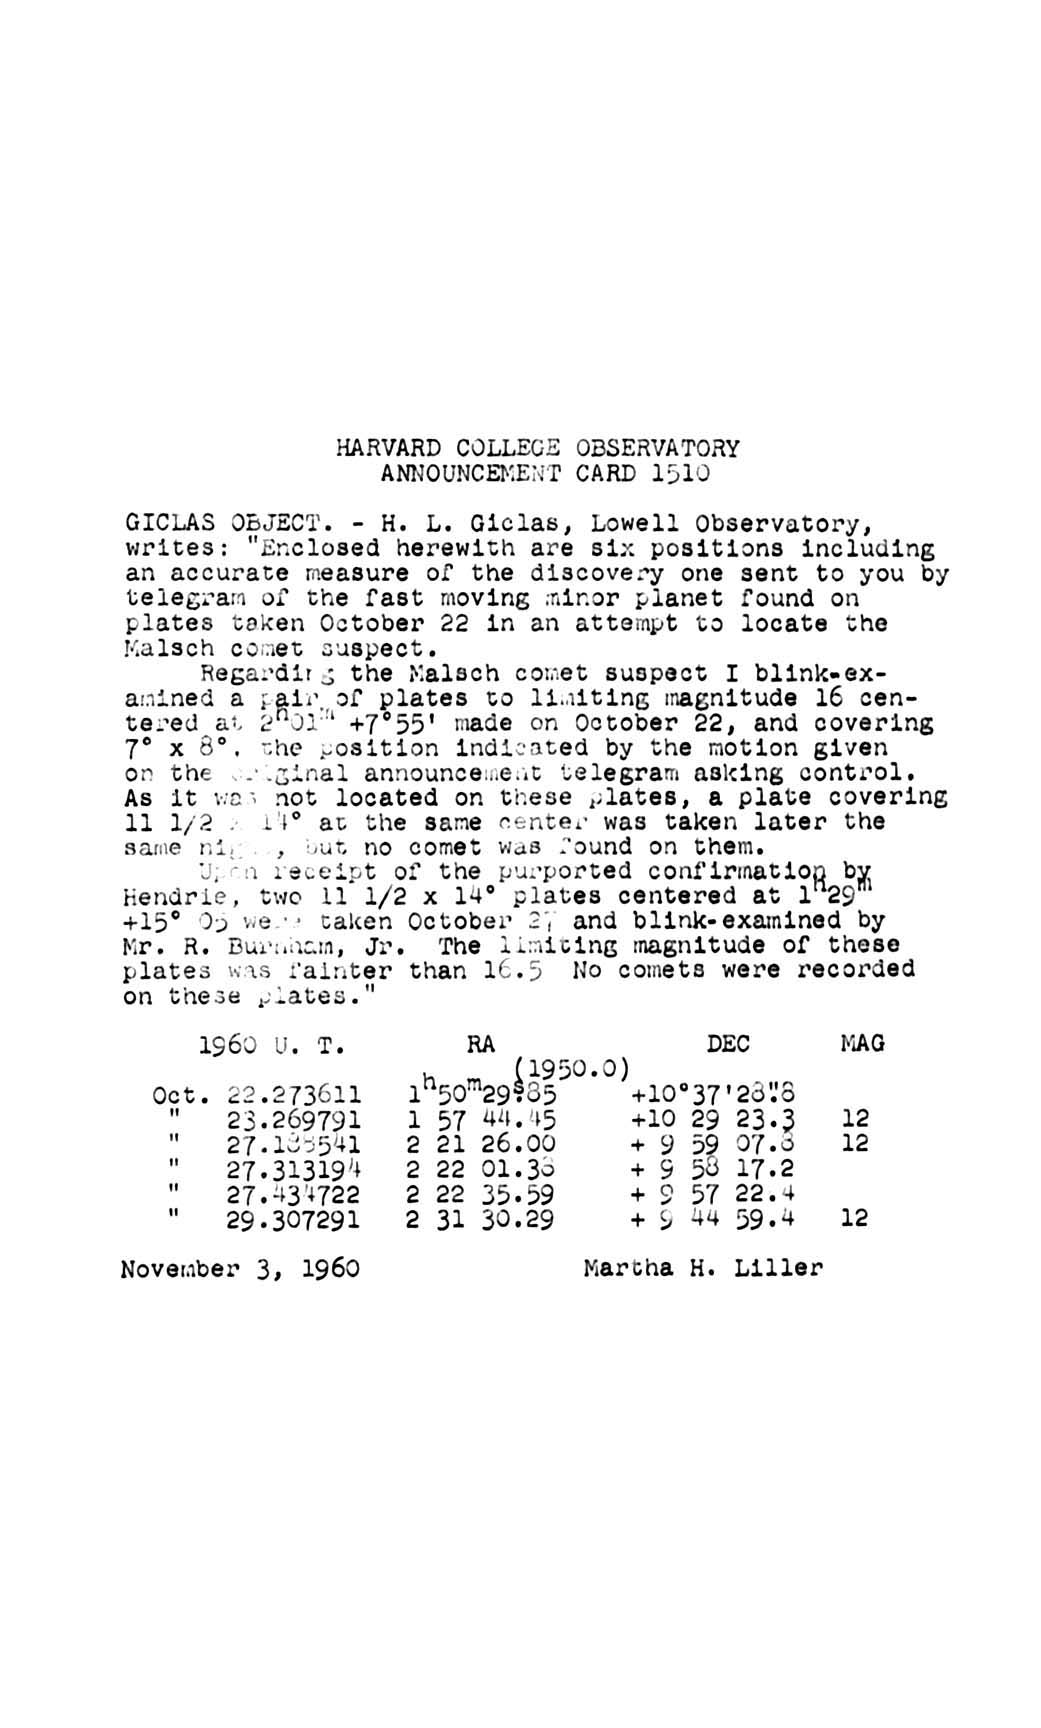 HARVARD COLLEGE OBSERVATORY
ANNOUNCEMENT CARD 1510
GICLAS OBJECT. - H. L. Giclas, Lowell Observatory,
writes: "Enclosed herewith are six positions including
an accurate measure of the discovery one sent to you by
telegram of the fast moving minor planet found on
plates taken October 22 in an attempt to locate the
Malsch comet suspect.
Regarding the Malsch comet suspect I blink-ex-
amined a pair of plates to limiting magnitude 16 cen-
tered at 2ʰ01ᵐ +7°55' made on October 22, and covering
7° x 8°, the position indicated by the motion given
on the original announcement telegram asking control.
As it was not located on these plates, a plate covering
11 1/2 x 14° at the same center was taken later the
same night, but no comet was found on them.
Upon receipt of the purported confirmation by
Hendrie, two 11 1/2 x 14° plates centered at 1ʰ29ᵐ
+15° 05 were taken October 27 and blink-examined by
Mr. R. Burnham, Jr. The limiting magnitude of these
plates was fainter than 16.5 No comets were recorded
on these plates."
1960 U. T. RA DEC MAG
(1950.0)
Oct. 22.273611 1ʰ50ᵐ29ˢ.85 +10°37'28".8
" 23.269791 1 57 44.45 +10 29 23.3 12
" 27.188541 2 21 26.00 + 9 59 07.8 12
" 27.313194 2 22 01.38 + 9 58 17.2
" 27.434722 2 22 35.59 + 9 57 22.4
" 29.307291 2 31 30.29 + 9 44 59.4 12
November 3, 1960 Martha H. Liller